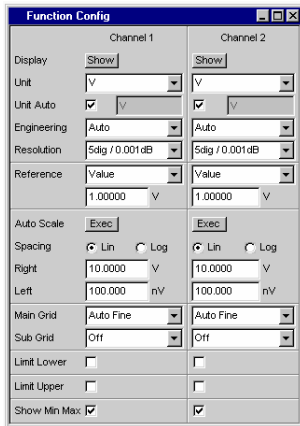 Function Config
Channel 1 Channel 2
Display Show Show
Unit V V
Unit Auto V V
Engineering Auto Auto
Resolution 5dig / 0.001dB 5dig / 0.001dB
Reference Value Value
1.00000 V 1.00000 V
Auto Scale Exec Exec
Spacing Lin Log Lin Log
Right 10.0000 V 10.0000 V
Left 100.000 nV 100.000 nV
Main Grid Auto Fine Auto Fine
Sub Grid Off Off
Limit Lower
Limit Upper
Show Min Max